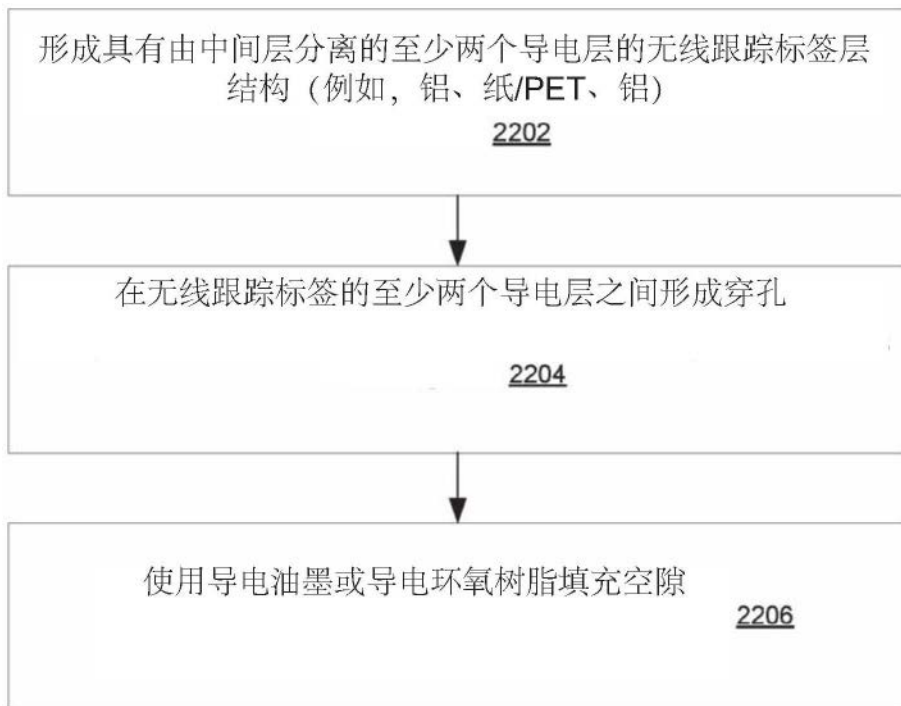 形成具有由中间层分离的至少两个导电层的无线跟踪标签层
结构（例如，铝、纸/PET、铝）
2202
在无线跟踪标签的至少两个导电层之间形成穿孔
2204
使用导电油墨或导电环氧树脂填充空隙
2206